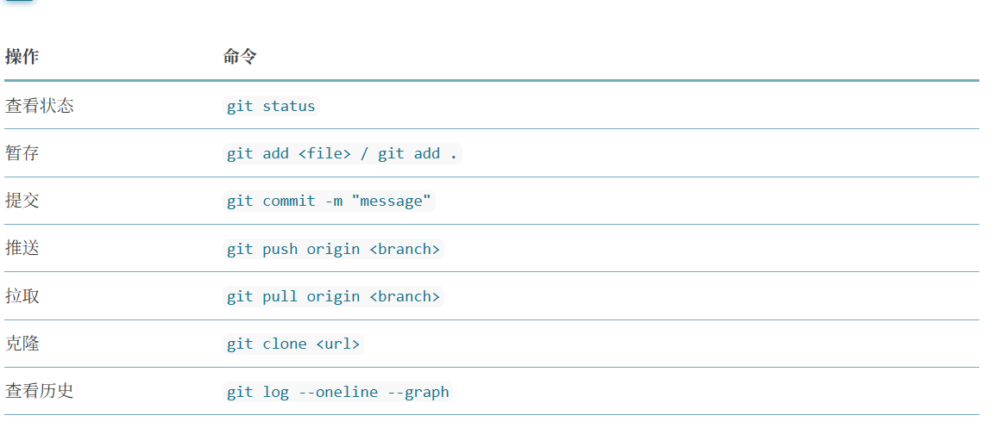 操作 命令
查看状态 git status
暂存 git add <file> / git add .
提交 git commit -m "message"
推送 git push origin <branch>
拉取 git pull origin <branch>
克隆 git clone <url>
查看历史 git log --oneline --graph